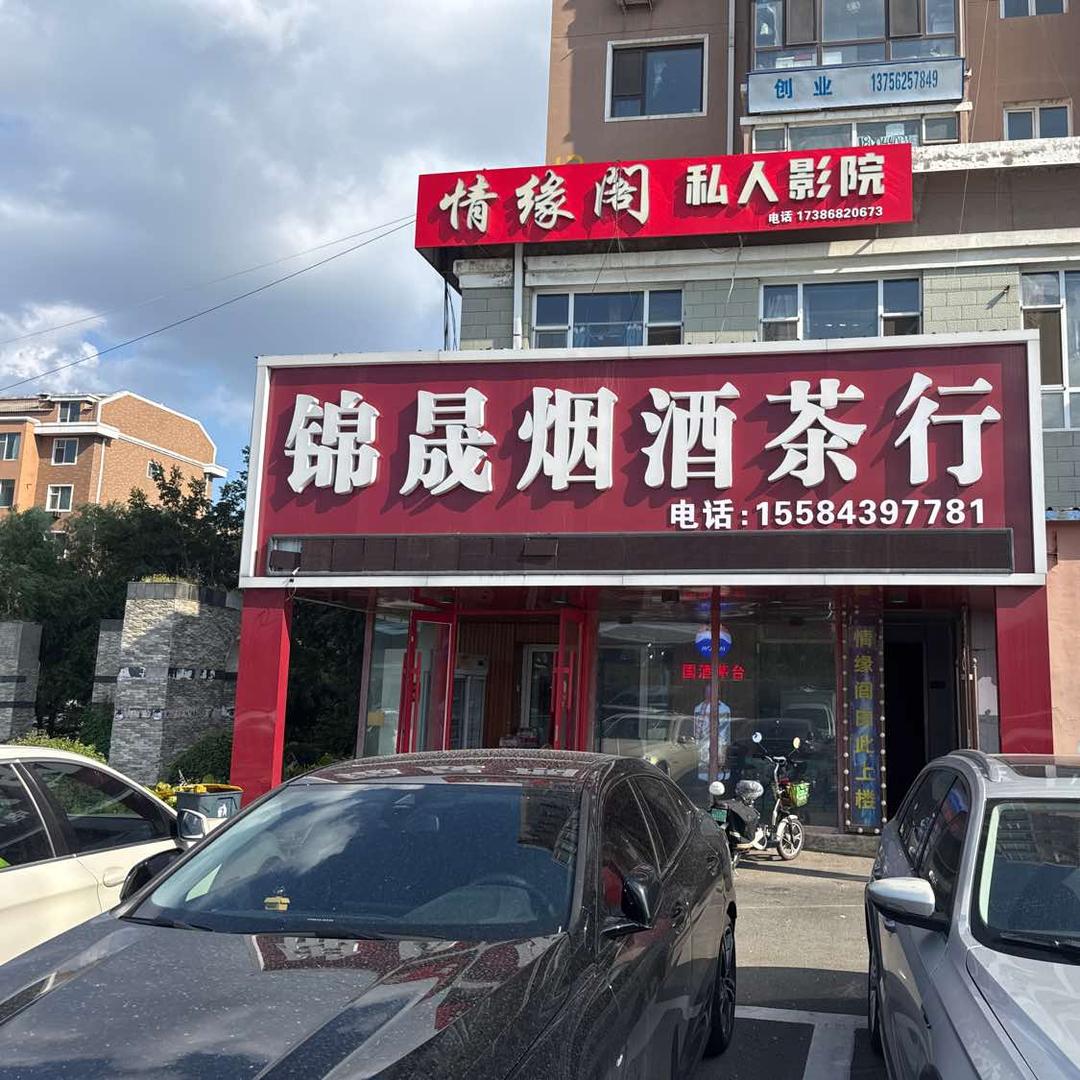 创业 13756257849
情缘阁 私人影院
电话 17386820673
锦晟烟酒茶行
电话:15584397781
国酒茅台
情缘阁由此上楼